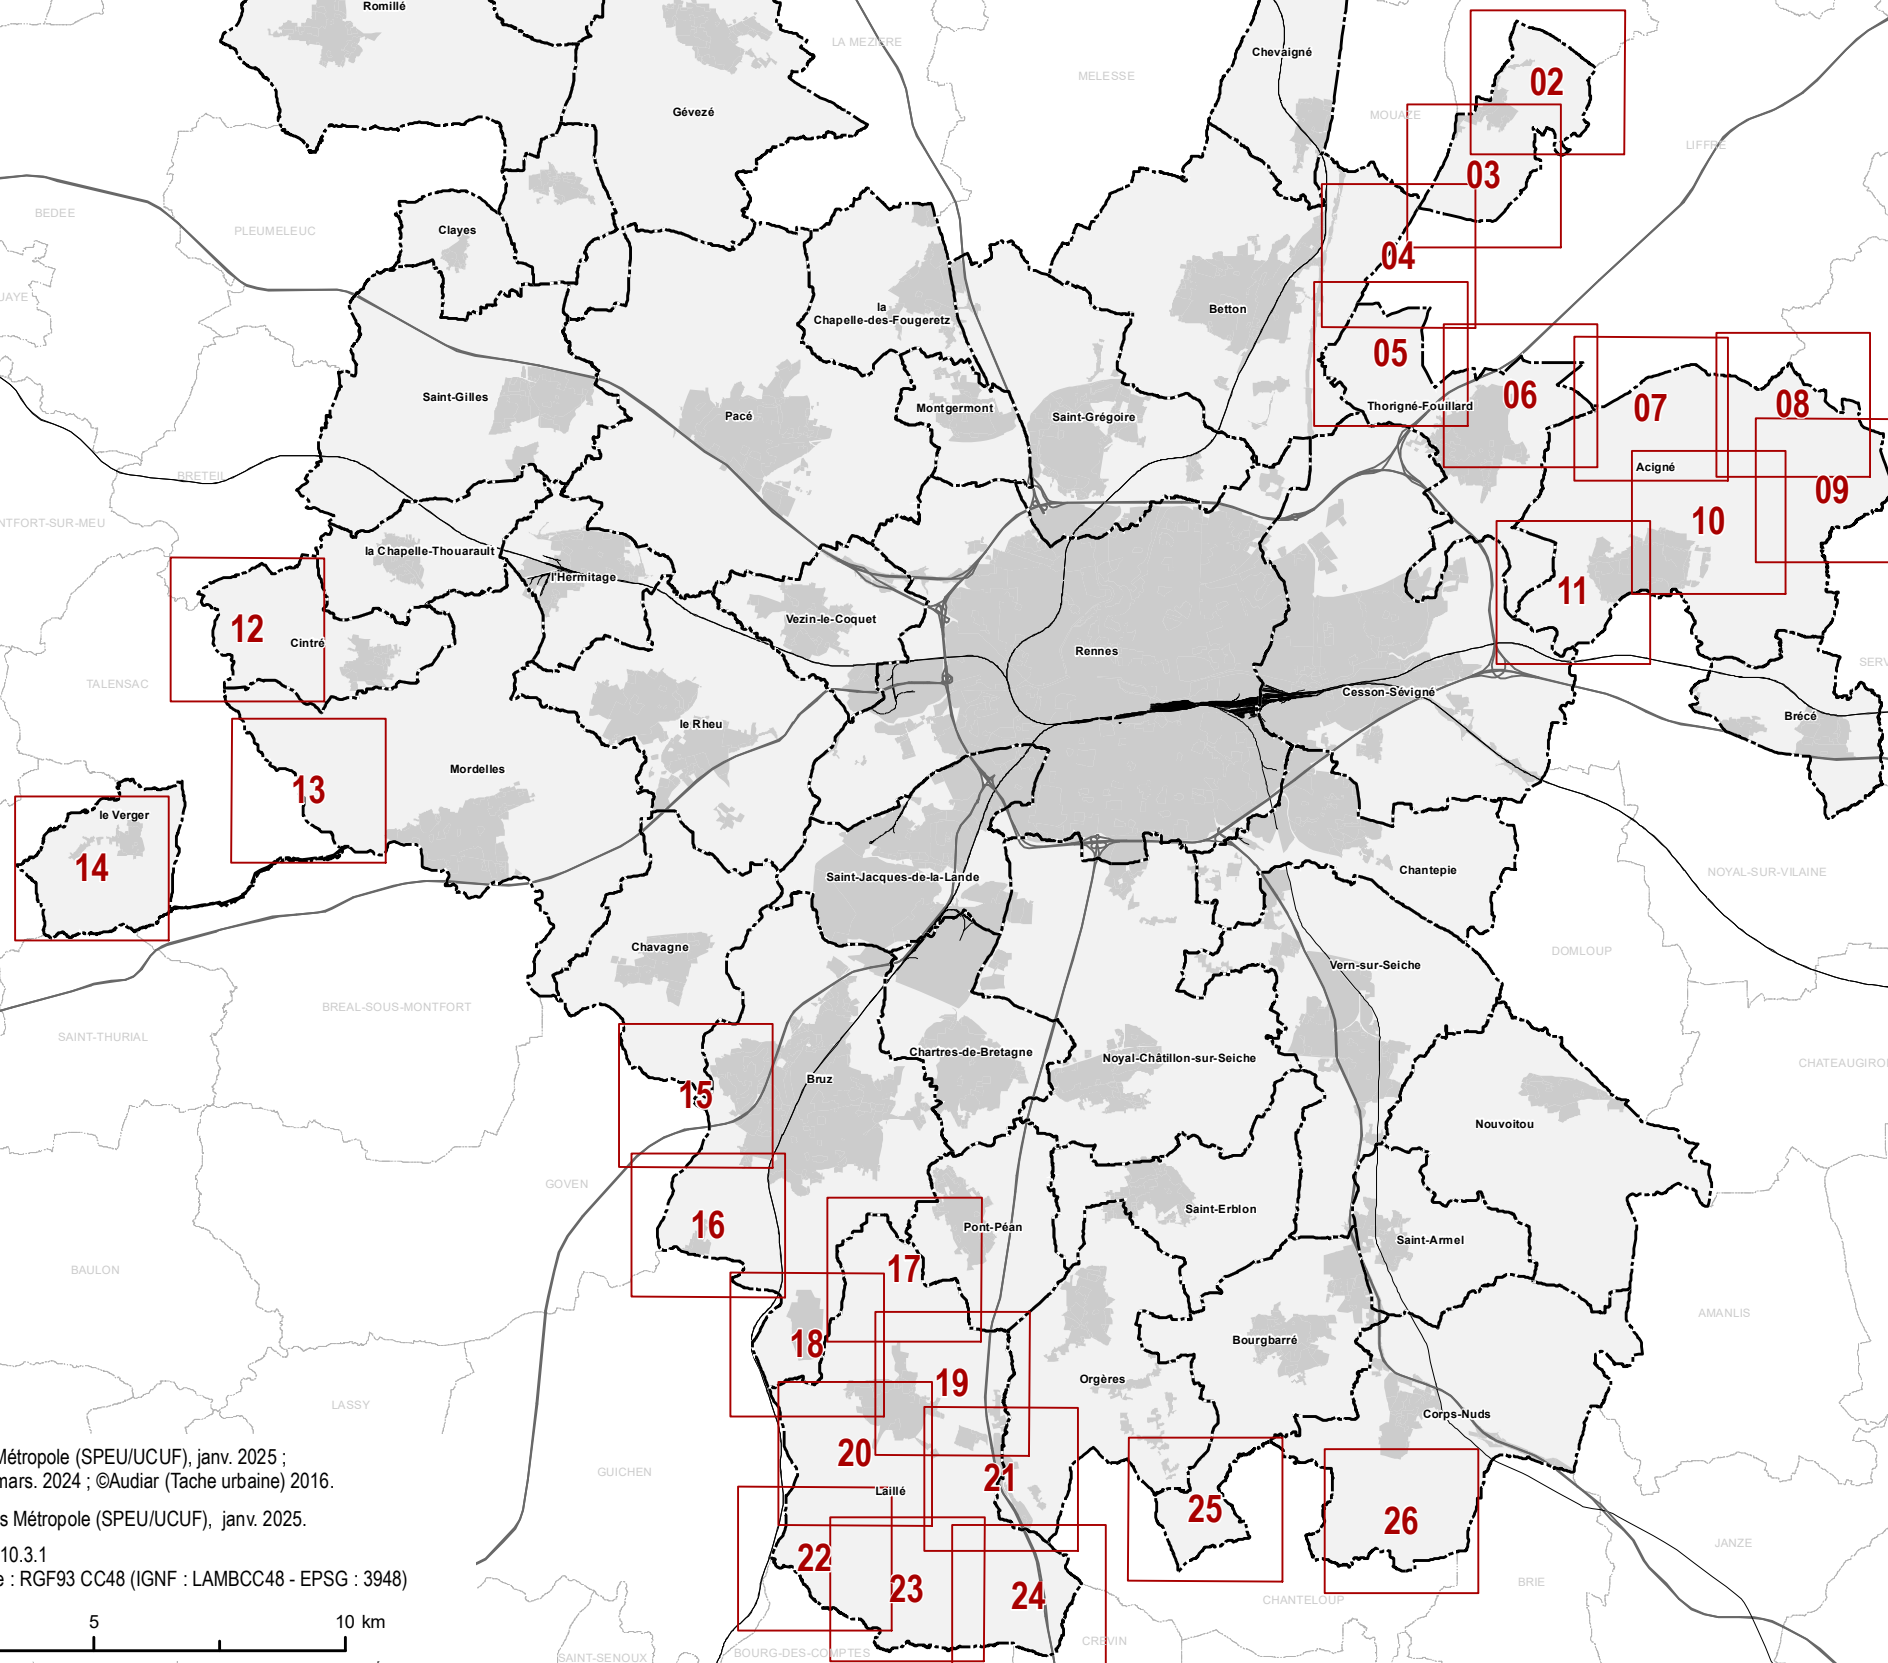 Romillé
LA MEZIERE
Chevaigné
MELESSE
02
Gévezé
MOUAZE
LIFFRE
03
BEDEE
PLEUMELEUC
Clayes
04
la
Chapelle-des-Fougeretz
Betton
05
Saint-Gilles
Pacé
Montgermont
Saint-Grégoire
Thorigné-Fouillard
06
07
08
BRETEIL
Acigné
09
10
la Chapelle-Thouarault
l'Hermitage
11
12
Cintré
Vezin-le-Coquet
Rennes
TALENSAC
Cesson-Sévigné
le Rheu
Brécé
Mordelles
13
le Verger
14
Saint-Jacques-de-la-Lande
Chantepie
NOYAL-SUR-VILAINE
Chavagne
DOMLOUP
Vern-sur-Seiche
BREAL-SOUS-MONTFORT
SAINT-THURIAL
Chartres-de-Bretagne
Noyal-Châtillon-sur-Seiche
CHATEAUGIRO
15
Bruz
Nouvoitou
GOVEN
16
Saint-Erblon
Pont-Péan
Saint-Armel
17
BAULON
AMANLIS
18
Bourgbarré
19
Orgères
LASSY
Corps-Nuds
20
GUICHEN
21
Laillé
25
26
22
23
24
JANZE
BRIE
CHANTELOUP
CREVIN
BOURG-DES-COMPTES
SAINT-SENOUX
Métropole (SPEU/UCUF), janv. 2025 ;
mars. 2024 ; ©Audiar (Tache urbaine) 2016.
s Métropole (SPEU/UCUF), janv. 2025.
10.3.1
e : RGF93 CC48 (IGNF : LAMBCC48 - EPSG : 3948)
5
10 km